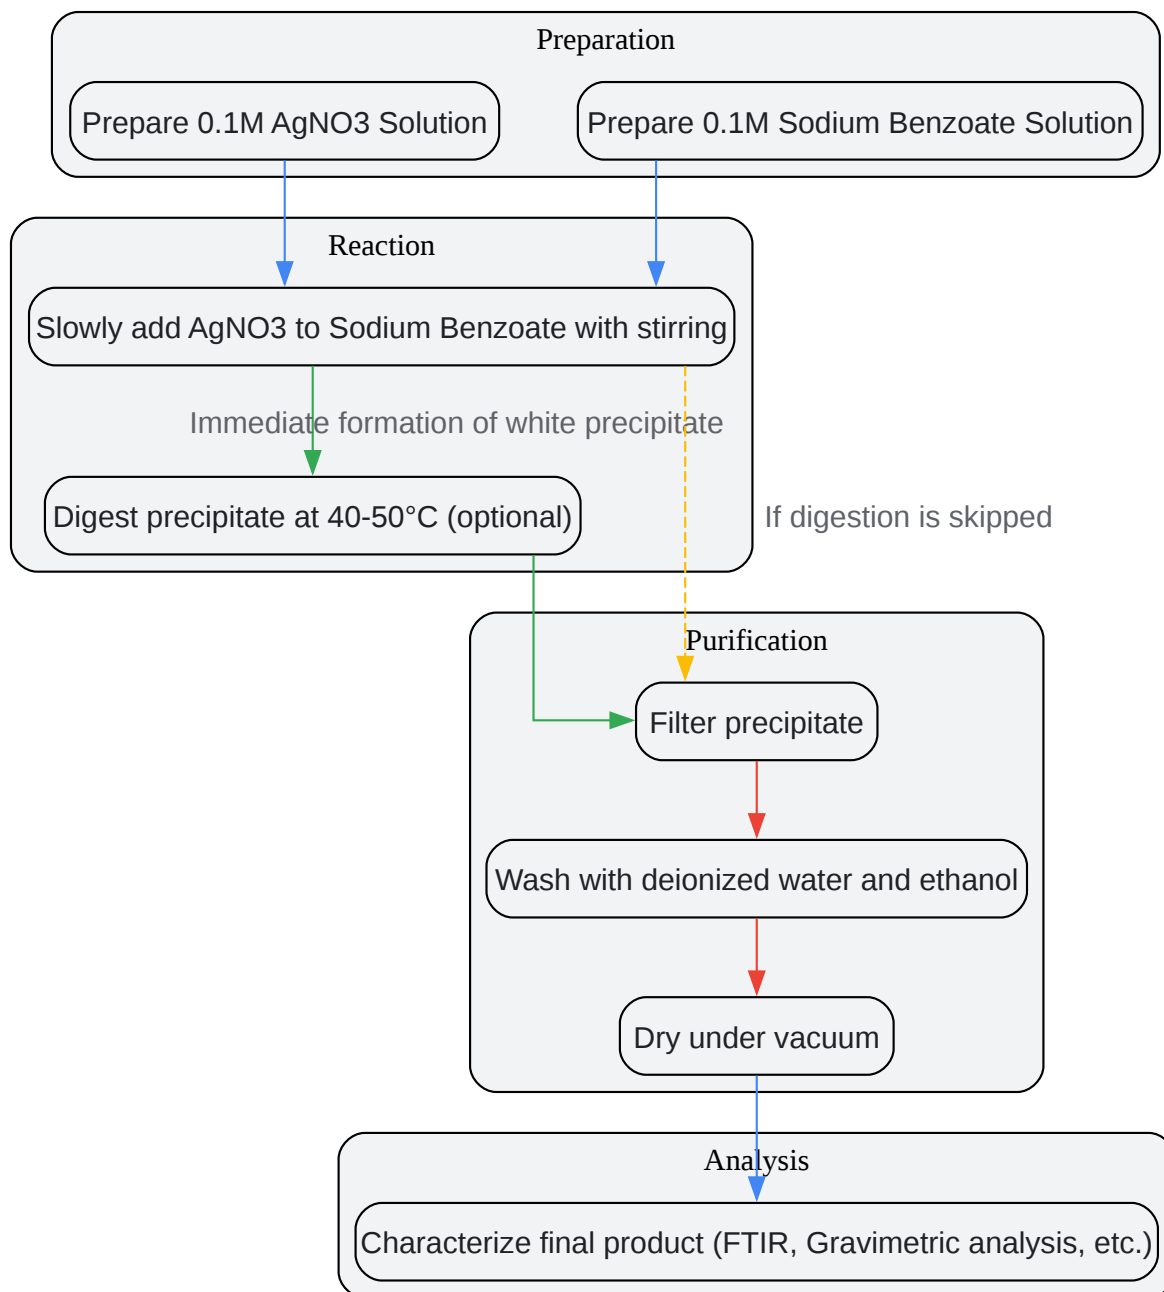 Preparation
Prepare 0.1M AgNO3 Solution
Prepare 0.1M Sodium Benzoate Solution
Reaction
Slowly add AgNO3 to Sodium Benzoate with stirring
Immediate formation of white precipitate
Digest precipitate at 40-50°C (optional)
If digestion is skipped
Purification
Filter precipitate
Wash with deionized water and ethanol
Dry under vacuum
Analysis
Characterize final product (FTIR, Gravimetric analysis, etc.)